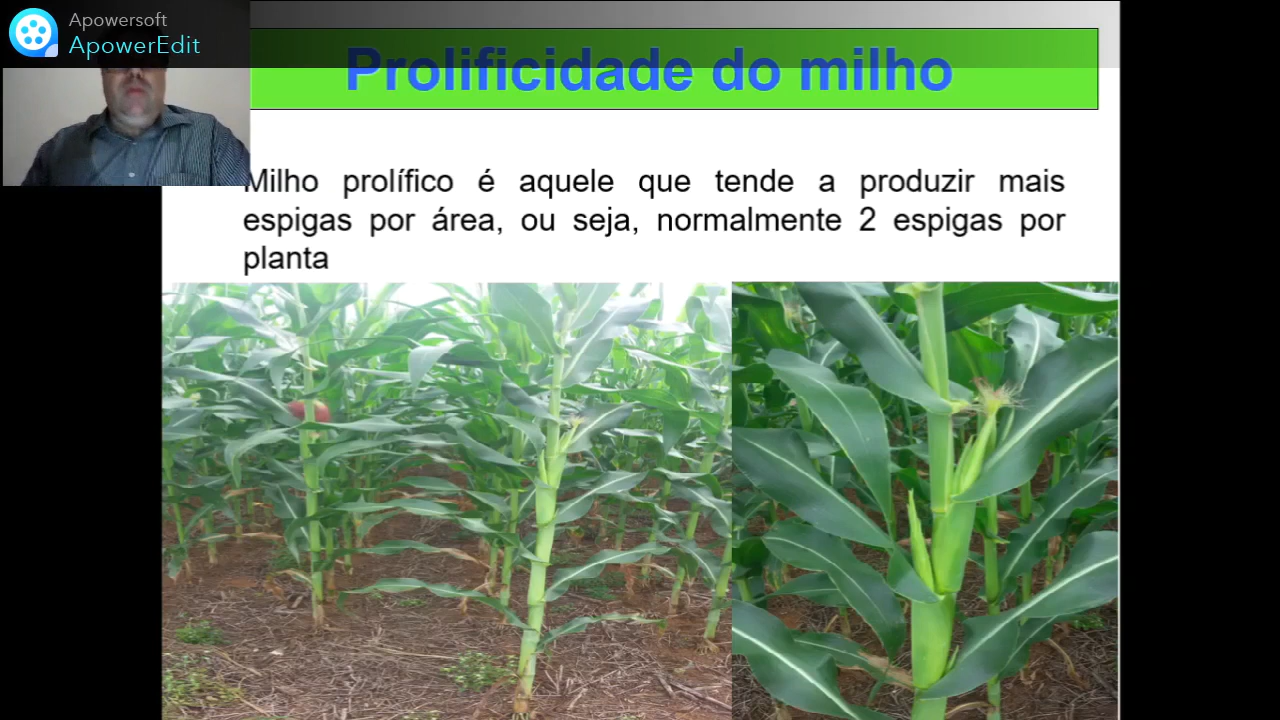 Apowersoft
ApowerEdit
Prolificidade do milho
Milho prolífico é aquele que tende a produzir mais
espigas por área, ou seja, normalmente 2 espigas por
planta